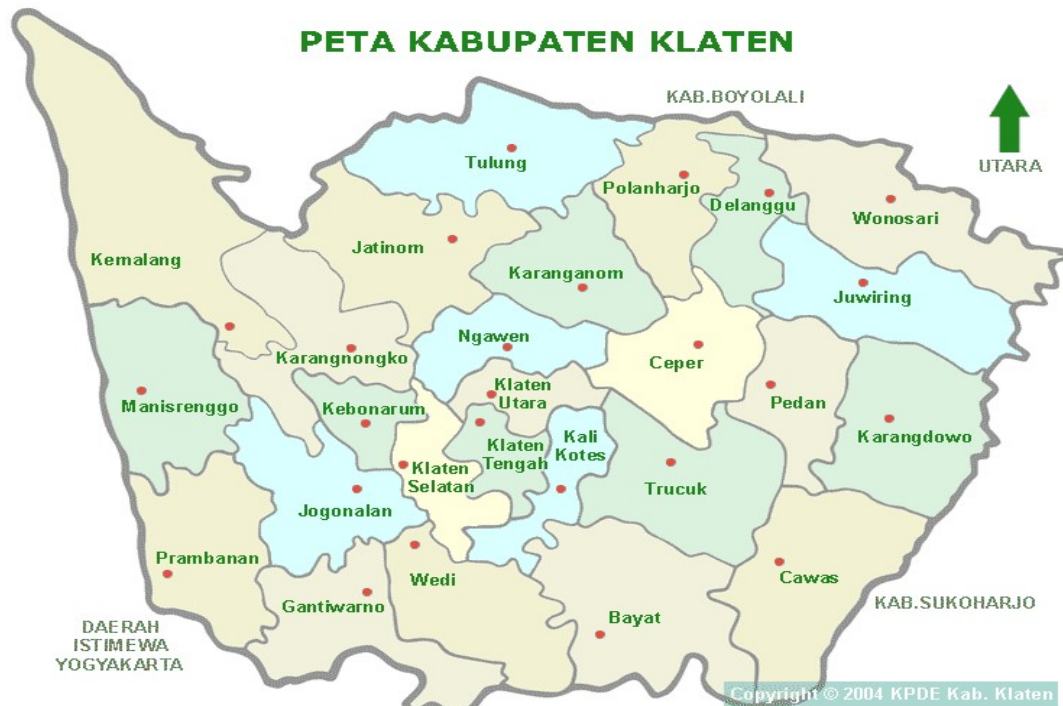 PETA KABUPATEN KLATEN
KAB.BOYOLALI
UTARA
Tulung
Polanharjo
Delanggu
Wonosari
Jatinom
Kemalang
Karanganom
Juwiring
Ngawen
Karangnongko
Ceper
Klaten
Utara
Pedan
Manisrenggo
Kebonarum
Karangdowo
Klaten
Tengah
Kali
Kotes
Klaten
Selatan
Trucuk
Jogonalan
Prambanan
Wedi
Cawas
Gantiwarno
Bayat
KAB.SUKOHARJO
DAERAH
ISTIMEWA
YOGYAKARTA
Copyright © 2004 KPDE Kab. Klaten